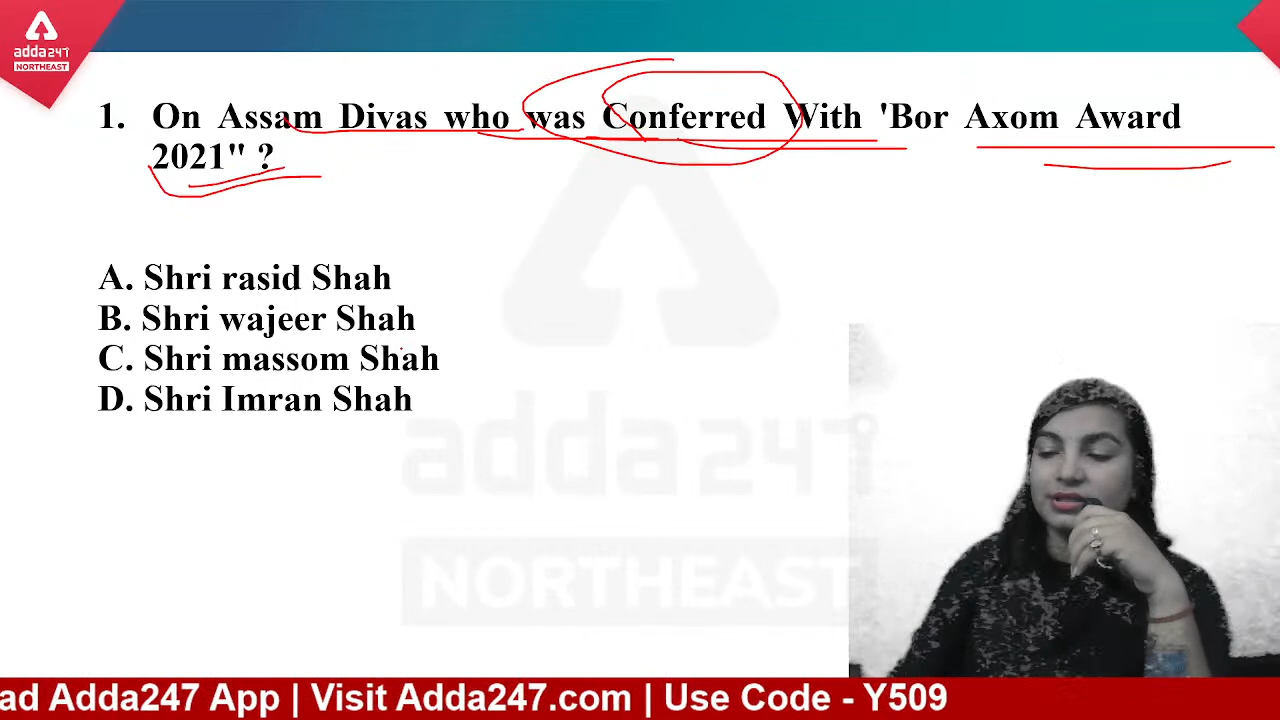 adda247
NORTHEAST
1. On Assam Divas who was Conferred With 'Bor Axom Award
2021" ?
A. Shri rasid Shah
B. Shri wajeer Shah
C. Shri massom Shah
D. Shri Imran Shah
adda247
NORTHEAST
ad Adda247 App | Visit Adda247.com | Use Code - Y509